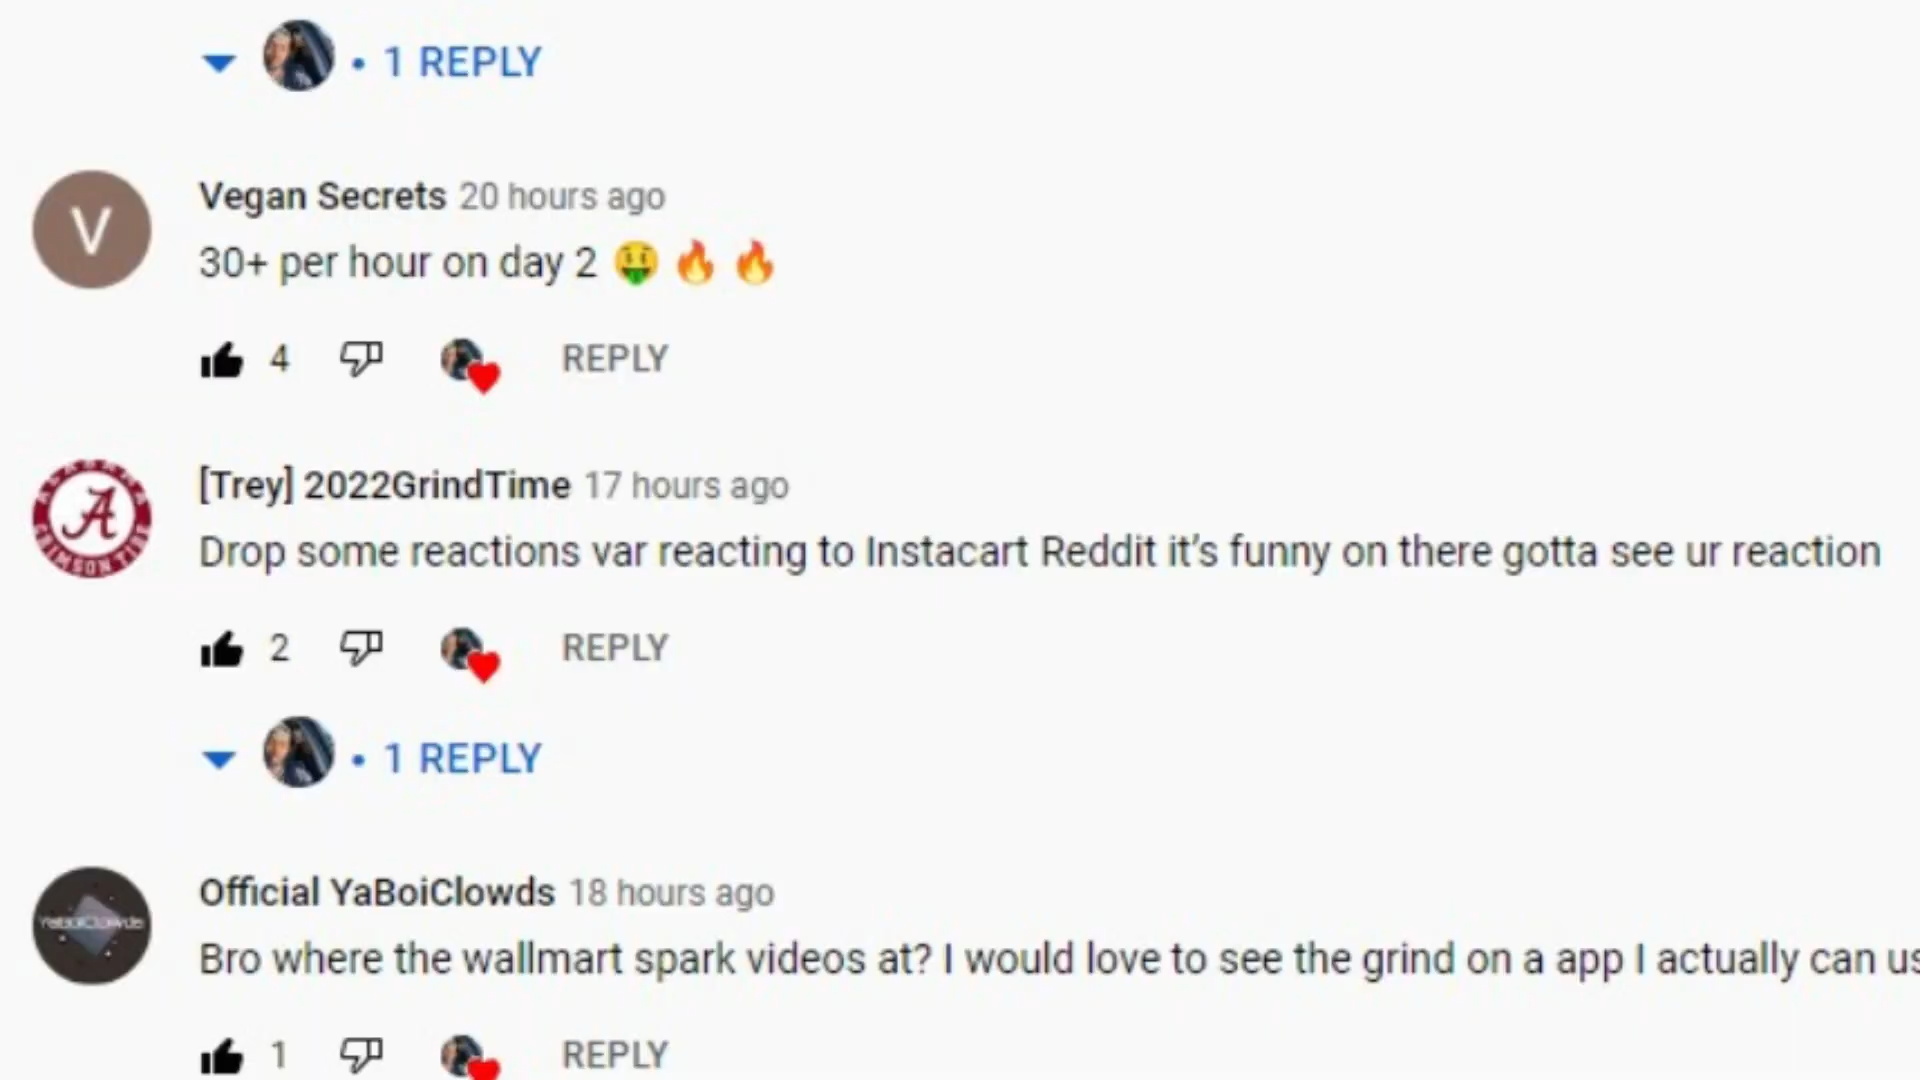 • 1 REPLY
V
Vegan Secrets 20 hours ago
30+ per hour on day 2 🤑 🔥 🔥
4 REPLY
A
CRIMSON TIDE
[Trey] 2022GrindTime 17 hours ago
Drop some reactions var reacting to Instacart Reddit it’s funny on there gotta see ur reaction
2 REPLY
• 1 REPLY
YaBoiClowds
Official YaBoiClowds 18 hours ago
Bro where the wallmart spark videos at? I would love to see the grind on a app I actually can us
1 REPLY